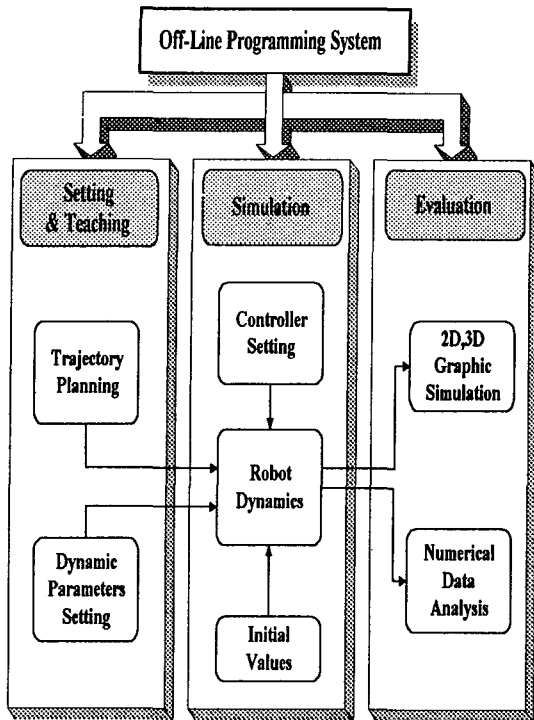 Off-Line Programming System
Setting
& Teaching
Simulation
Evaluation
Trajectory
Planning
Dynamic
Parameters
Setting
Controller
Setting
Robot
Dynamics
Initial
Values
2D,3D
Graphic
Simulation
Numerical
Data
Analysis